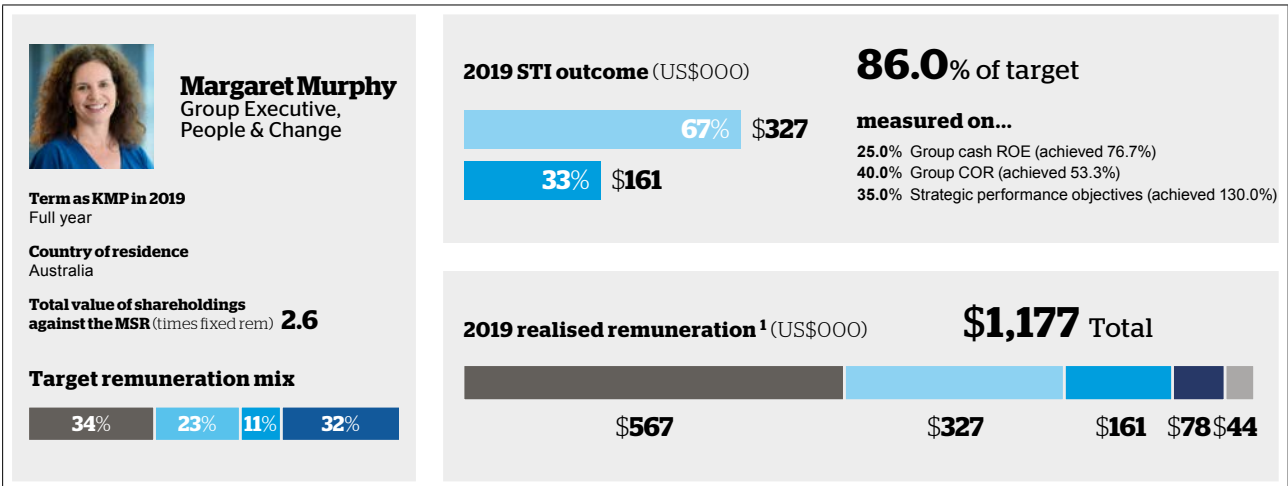 Margaret Murphy
Group Executive,
People & Change
Term as KMP in 2019
Full year
Country of residence
Australia
Total value of shareholdings
against the MSR (times fixed rem) 2.6
Target remuneration mix
34% 23% 11% 32%
2019 STI outcome (US$000)
67% $327
33% $161
86.0% of target
measured on...
25.0% Group cash ROE (achieved 76.7%)
40.0% Group COR (achieved 53.3%)
35.0% Strategic performance objectives (achieved 130.0%)
2019 realised remuneration 1 (US$000)
$1,177 Total
$567 $327 $161 $78 $44